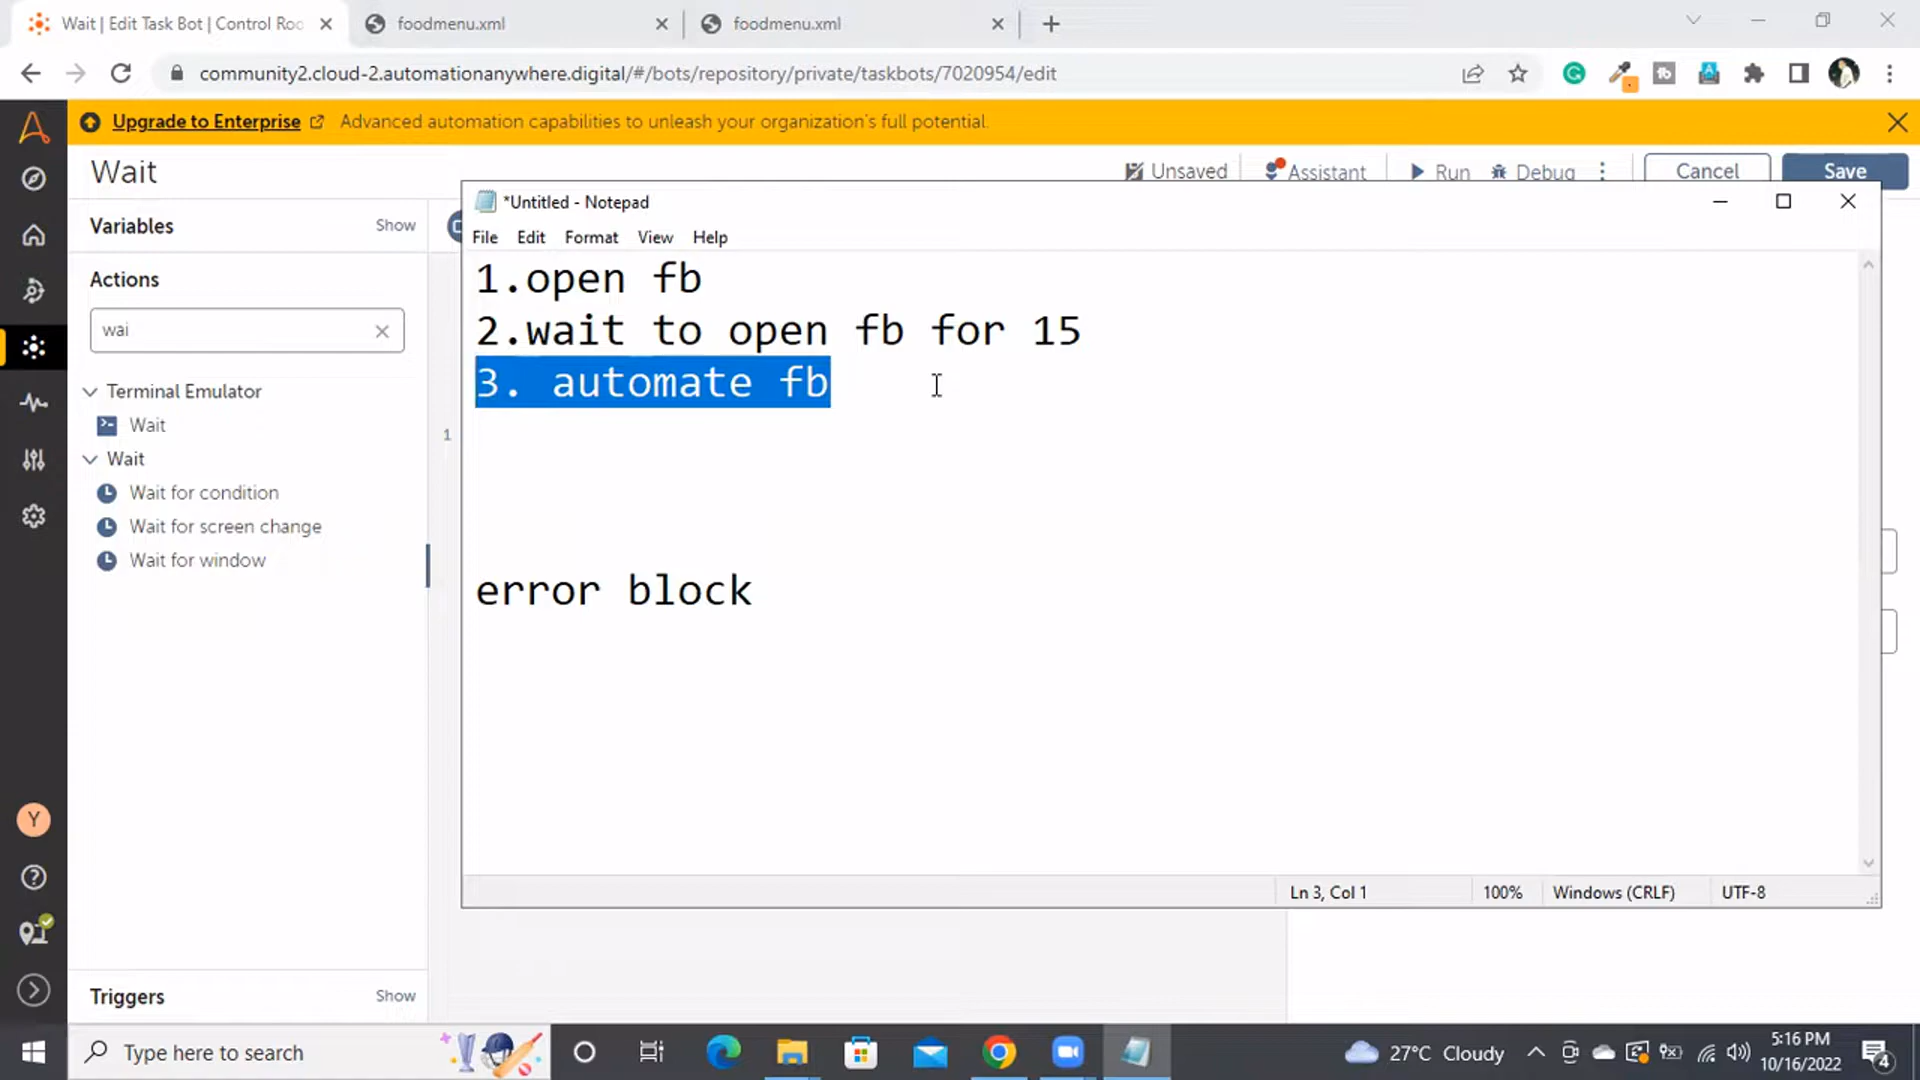 Wait | Edit Task Bot | Control Roo
foodmenu.xml
foodmenu.xml
community2.cloud-2.automationanywhere.digital/#/bots/repository/private/taskbots/7020954/edit
Upgrade to Enterprise
Advanced automation capabilities to unleash your organization's full potential.
Wait
Unsaved
Assistant
Run
Debug
Cancel
Save
Variables
Show
Actions
wai
Terminal Emulator
Wait
Wait
Wait for condition
Wait for screen change
Wait for window
Triggers
Show
1
*Untitled - Notepad
File Edit Format View Help
1.open fb
2.wait to open fb for 15
3. automate fb
error block
Ln 3, Col 1
100%
Windows (CRLF)
UTF-8
Y
Type here to search
27°C Cloudy
5:16 PM
10/16/2022
4